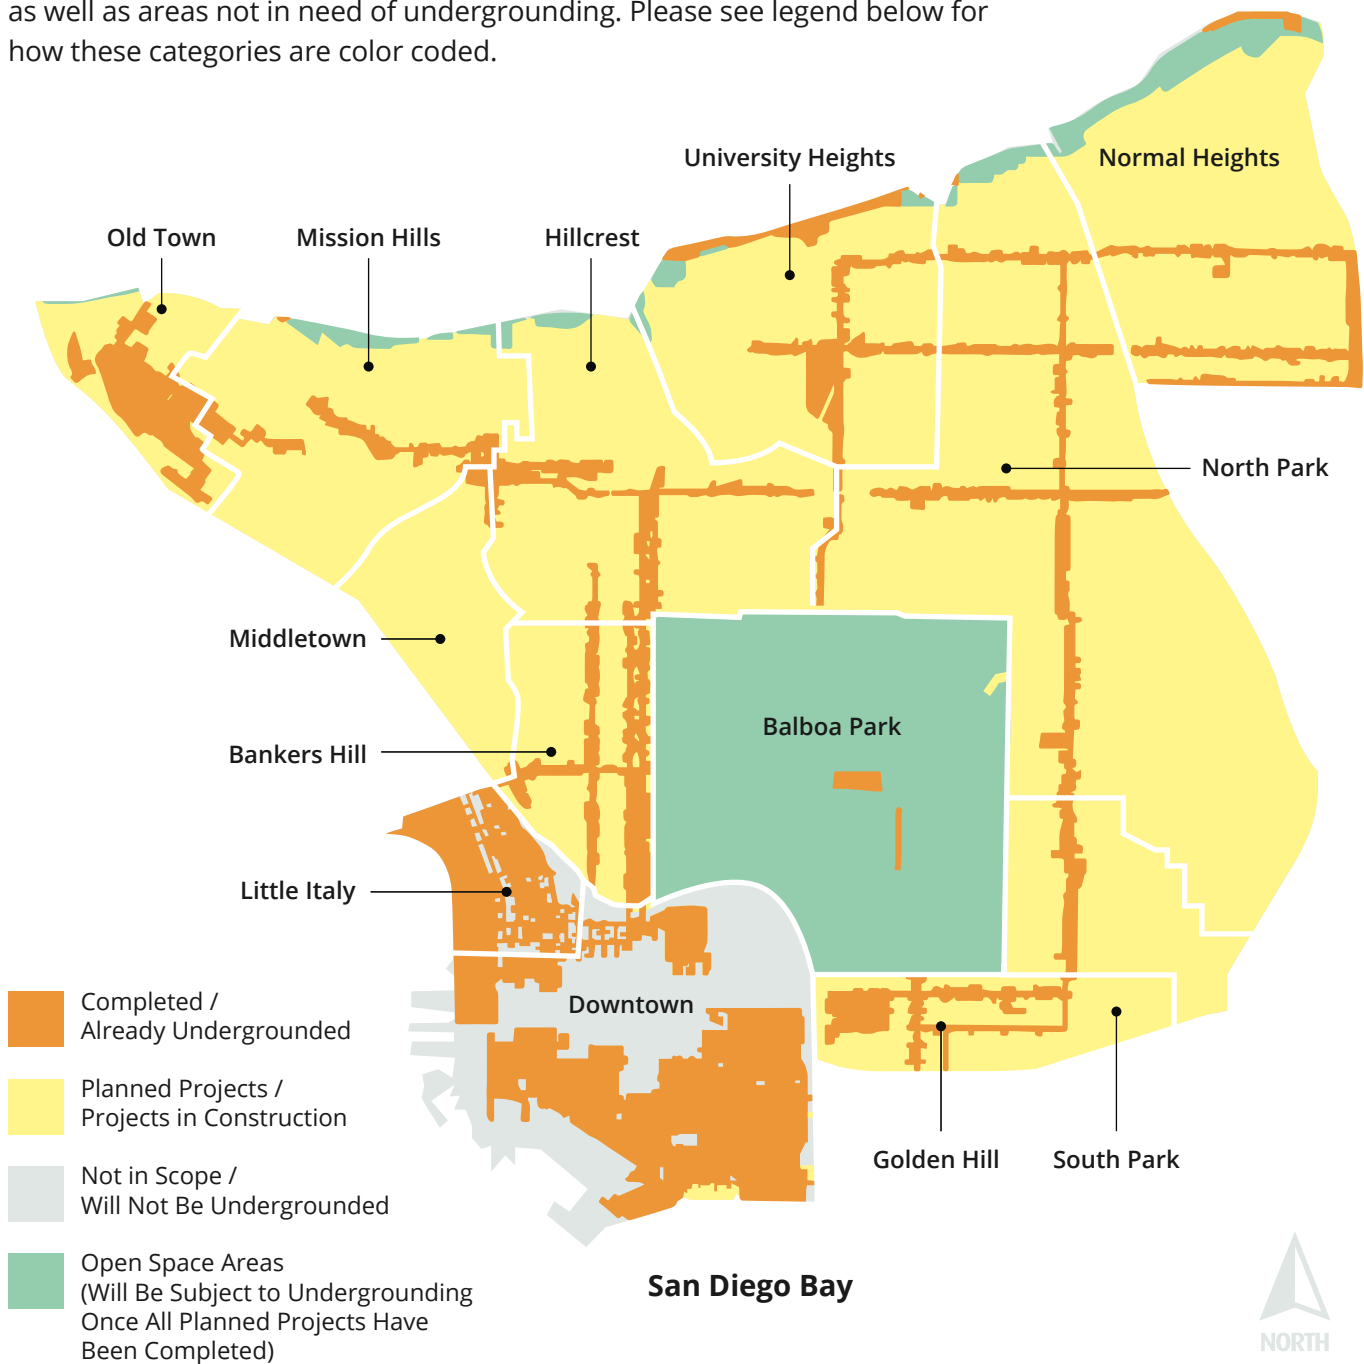 as well as areas not in need of undergrounding. Please see legend below for
how these categories are color coded.
University Heights
Normal Heights
Old Town
Mission Hills
Hillcrest
North Park
Middletown
Balboa Park
Bankers Hill
Little Italy
Downtown
Completed /
Already Undergrounded
Planned Projects /
Projects in Construction
Golden Hill
South Park
Not in Scope /
Will Not Be Undergrounded
Open Space Areas
(Will Be Subject to Undergrounding
Once All Planned Projects Have
Been Completed)
San Diego Bay
NORTH